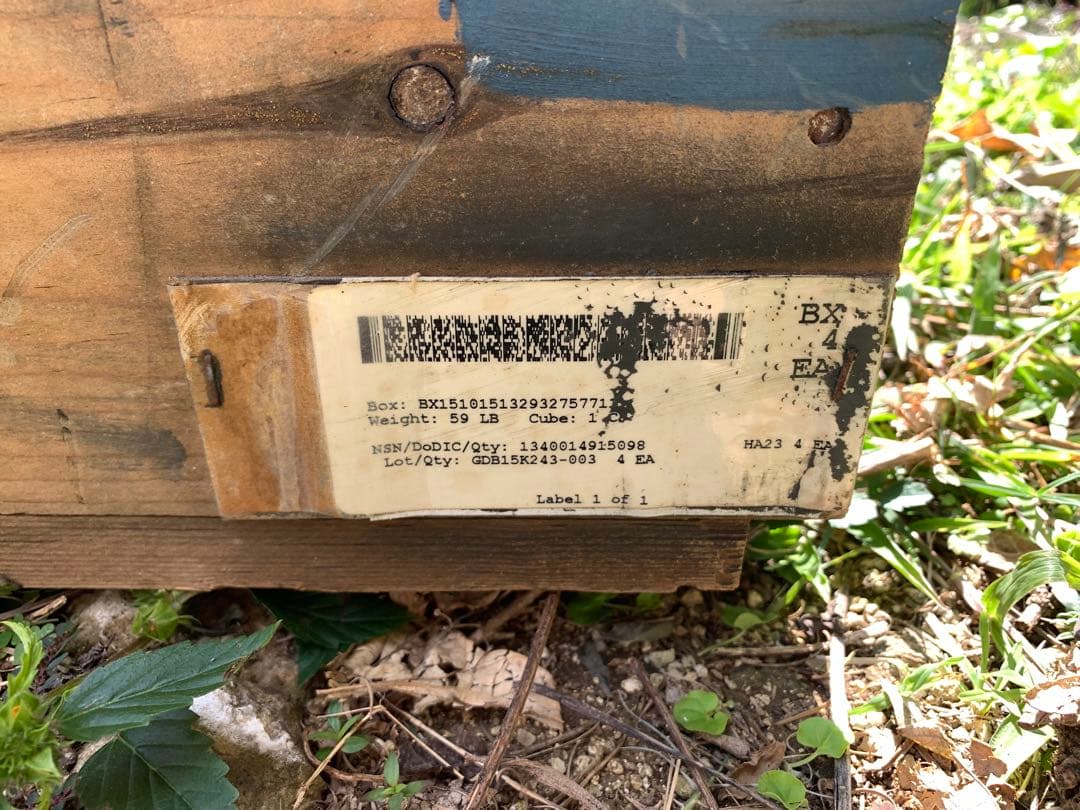 BX
4
EA
Box:
Weight: 59 LB Cube: 1
NSN/DoDIC/Qty: 1340014915098 HA23 4 EA
Lot/Qty: GDB15K243-003 4 EA
Label 1 of 1